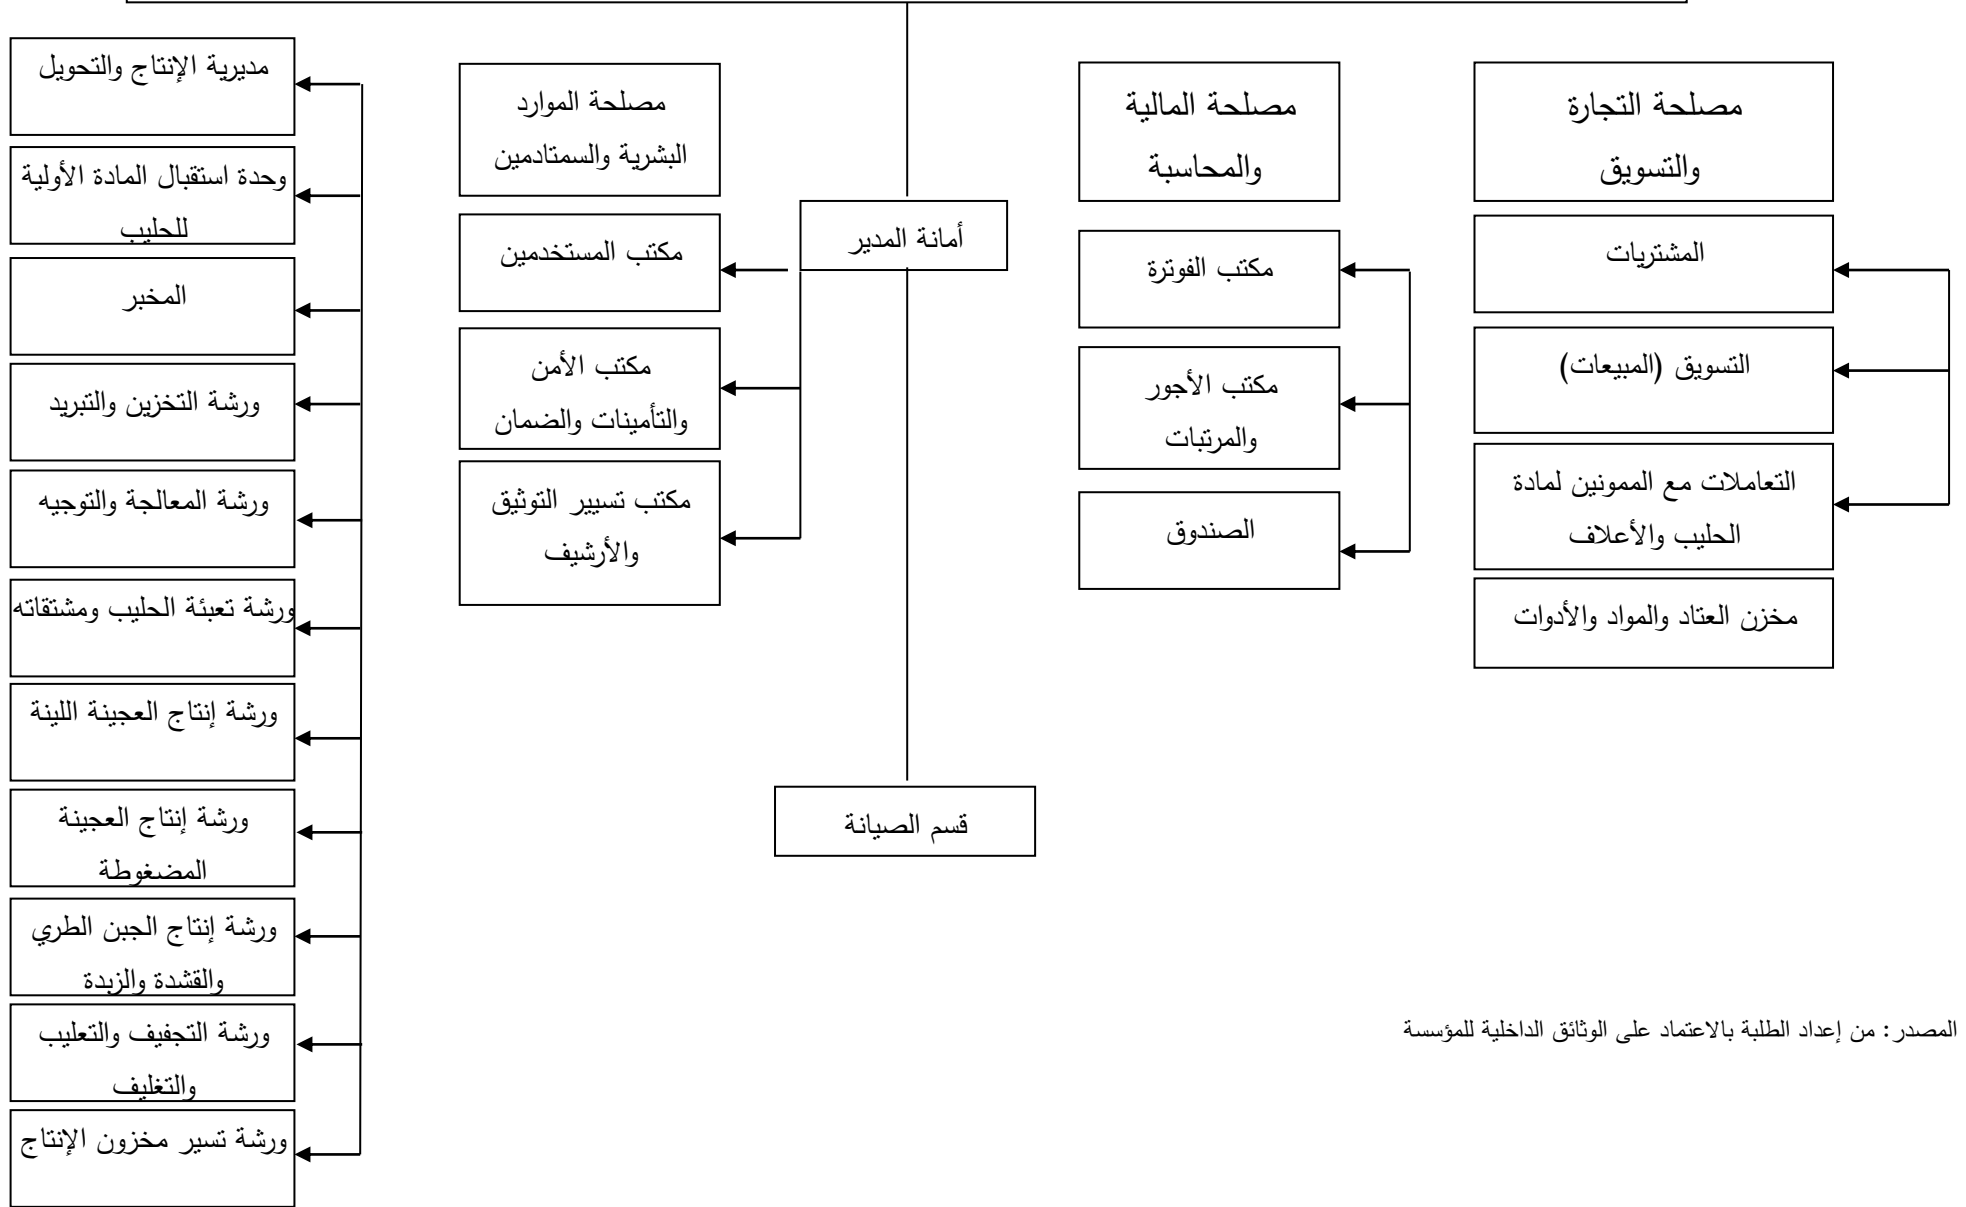 مصلحة التجارة
والتسويق
المشتريات
التسويق (المبيعات)
التعاملات مع الممونين لمادة
الحليب والأعلاف
مخزن العتاد والمواد والأدوات
مصلحة المالية
والمحاسبة
مكتب الفوترة
مكتب الأجور
والمرتبات
الصندوق
أمانة المدير
قسم الصيانة
مصلحة الموارد
البشرية والسمتادمين
مكتب المستخدمين
مكتب الأمن
والتأمينات والضمان
مكتب تسيير التوثيق
والأرشيف
مديرية الإنتاج والتحويل
وحدة استقبال المادة الأولية
للحليب
المخبر
ورشة التخزين والتبريد
ورشة المعالجة والتوجيه
ورشة تعبئة الحليب ومشتقاته
ورشة إنتاج العجينة اللينة
ورشة إنتاج العجينة
المضغوطة
ورشة إنتاج الجبن الطري
والقشدة والزبدة
ورشة التجفيف والتعليب
والتغليف
ورشة تسير مخزون الإنتاج
المصدر: من إعداد الطلبة بالاعتماد على الوثائق الداخلية للمؤسسة